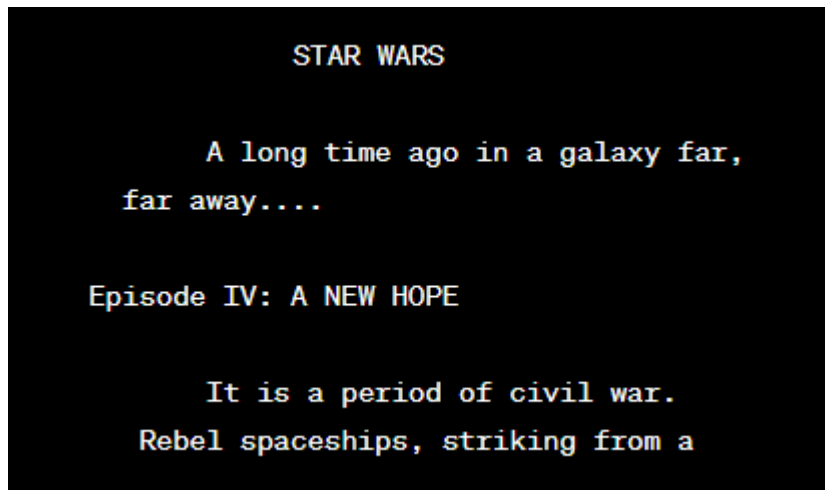 STAR WARS
A long time ago in a galaxy far,
far away....
Episode IV: A NEW HOPE
It is a period of civil war.
Rebel spaceships, striking from a